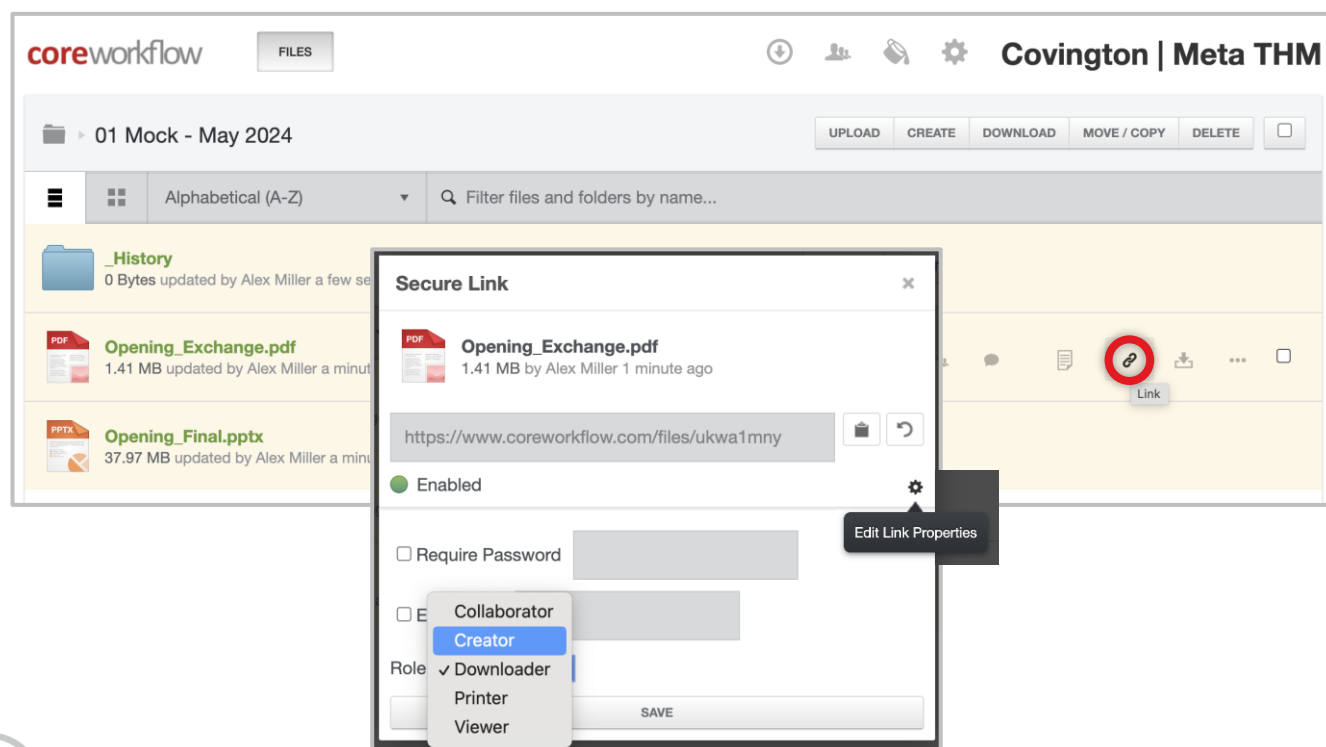 coreworkflow
FILES
Covington | Meta THM
01 Mock - May 2024
UPLOAD CREATE DOWNLOAD MOVE / COPY DELETE
Alphabetical (A-Z)
Filter files and folders by name...
_History
0 Bytes updated by Alex Miller a few se
PDF
Opening_Exchange.pdf
1.41 MB updated by Alex Miller a minut
Link
PPTX
Opening_Final.pptx
37.97 MB updated by Alex Miller a minu
Secure Link
PDF
Opening_Exchange.pdf
1.41 MB by Alex Miller 1 minute ago
https://www.coreworkflow.com/files/ukwa1mny
Enabled
Edit Link Properties
Require Password
E
Role
Collaborator
Creator
✓ Downloader
Printer
Viewer
SAVE